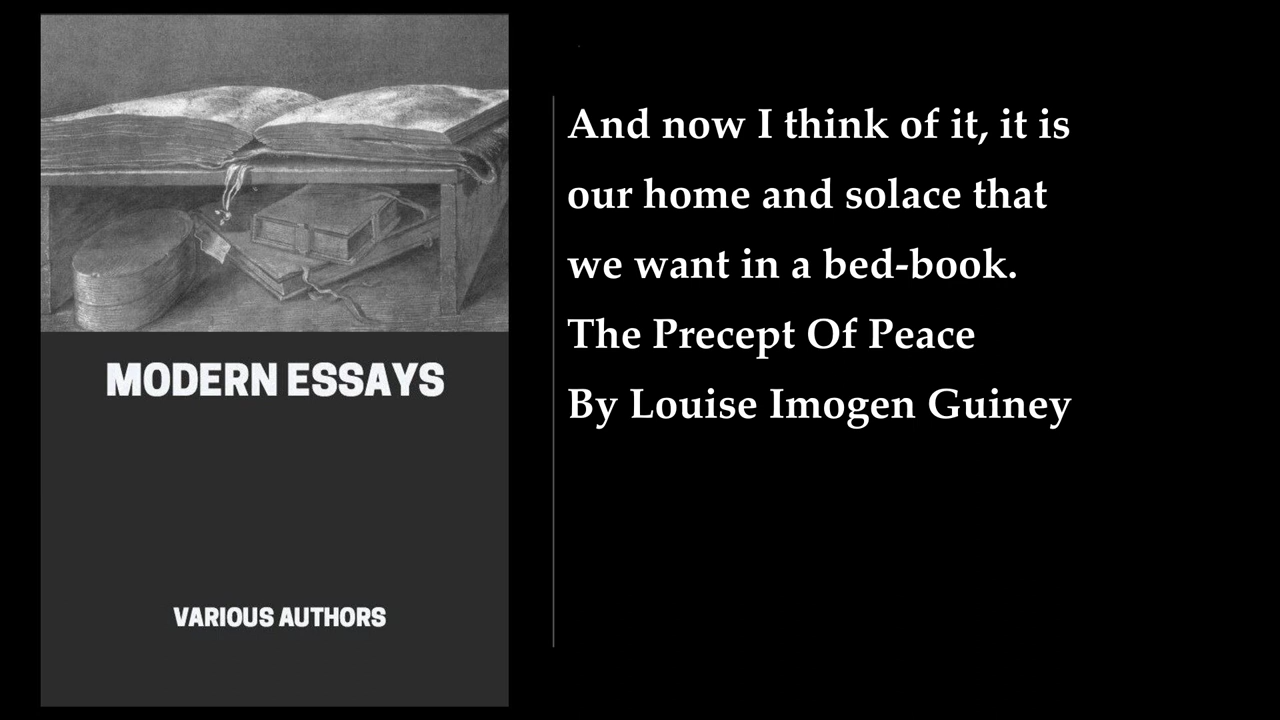 MODERN ESSAYS
VARIOUS AUTHORS
And now I think of it, it is
our home and solace that
we want in a bed-book.
The Precept Of Peace
By Louise Imogen Guiney